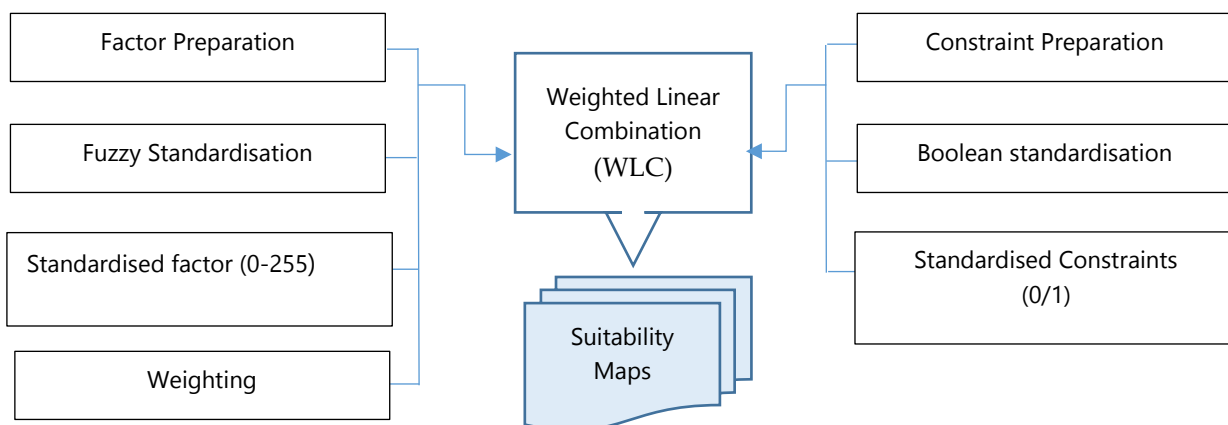 Factor Preparation
Fuzzy Standardisation
Standardised factor (0-255)
Weighting
Weighted Linear
Combination
(WLC)
Suitability
Maps
Constraint Preparation
Boolean standardisation
Standardised Constraints
(0/1)